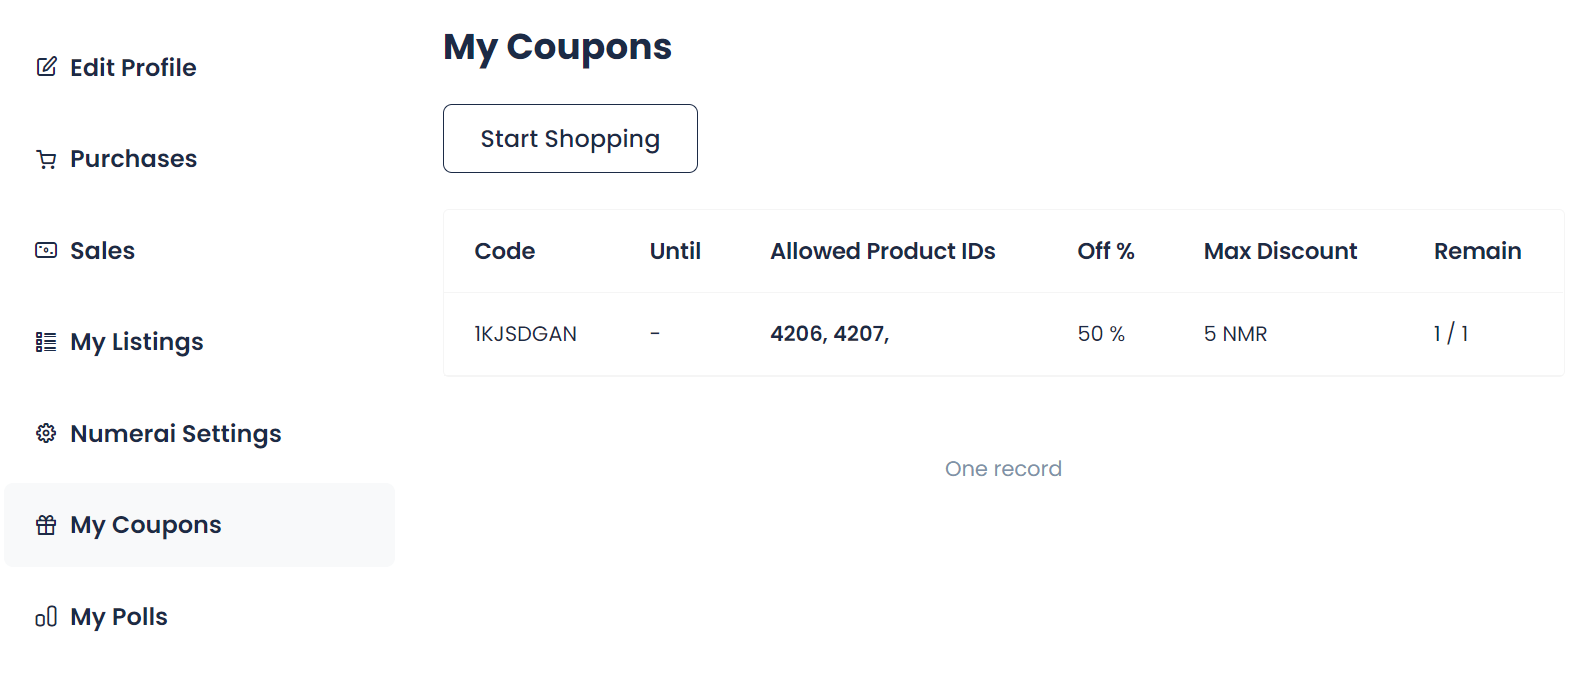 Edit Profile
Purchases
Sales
My Listings
Numerai Settings
My Coupons
My Polls
My Coupons
Start Shopping
Code Until Allowed Product IDs Off % Max Discount Remain
1KJSDGAN - 4206, 4207, 50 % 5 NMR 1 / 1
One record